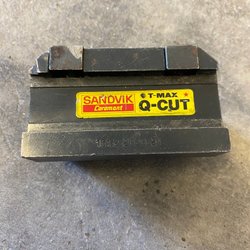 SANDVIK
Coromant
T-MAX
Q-CUT